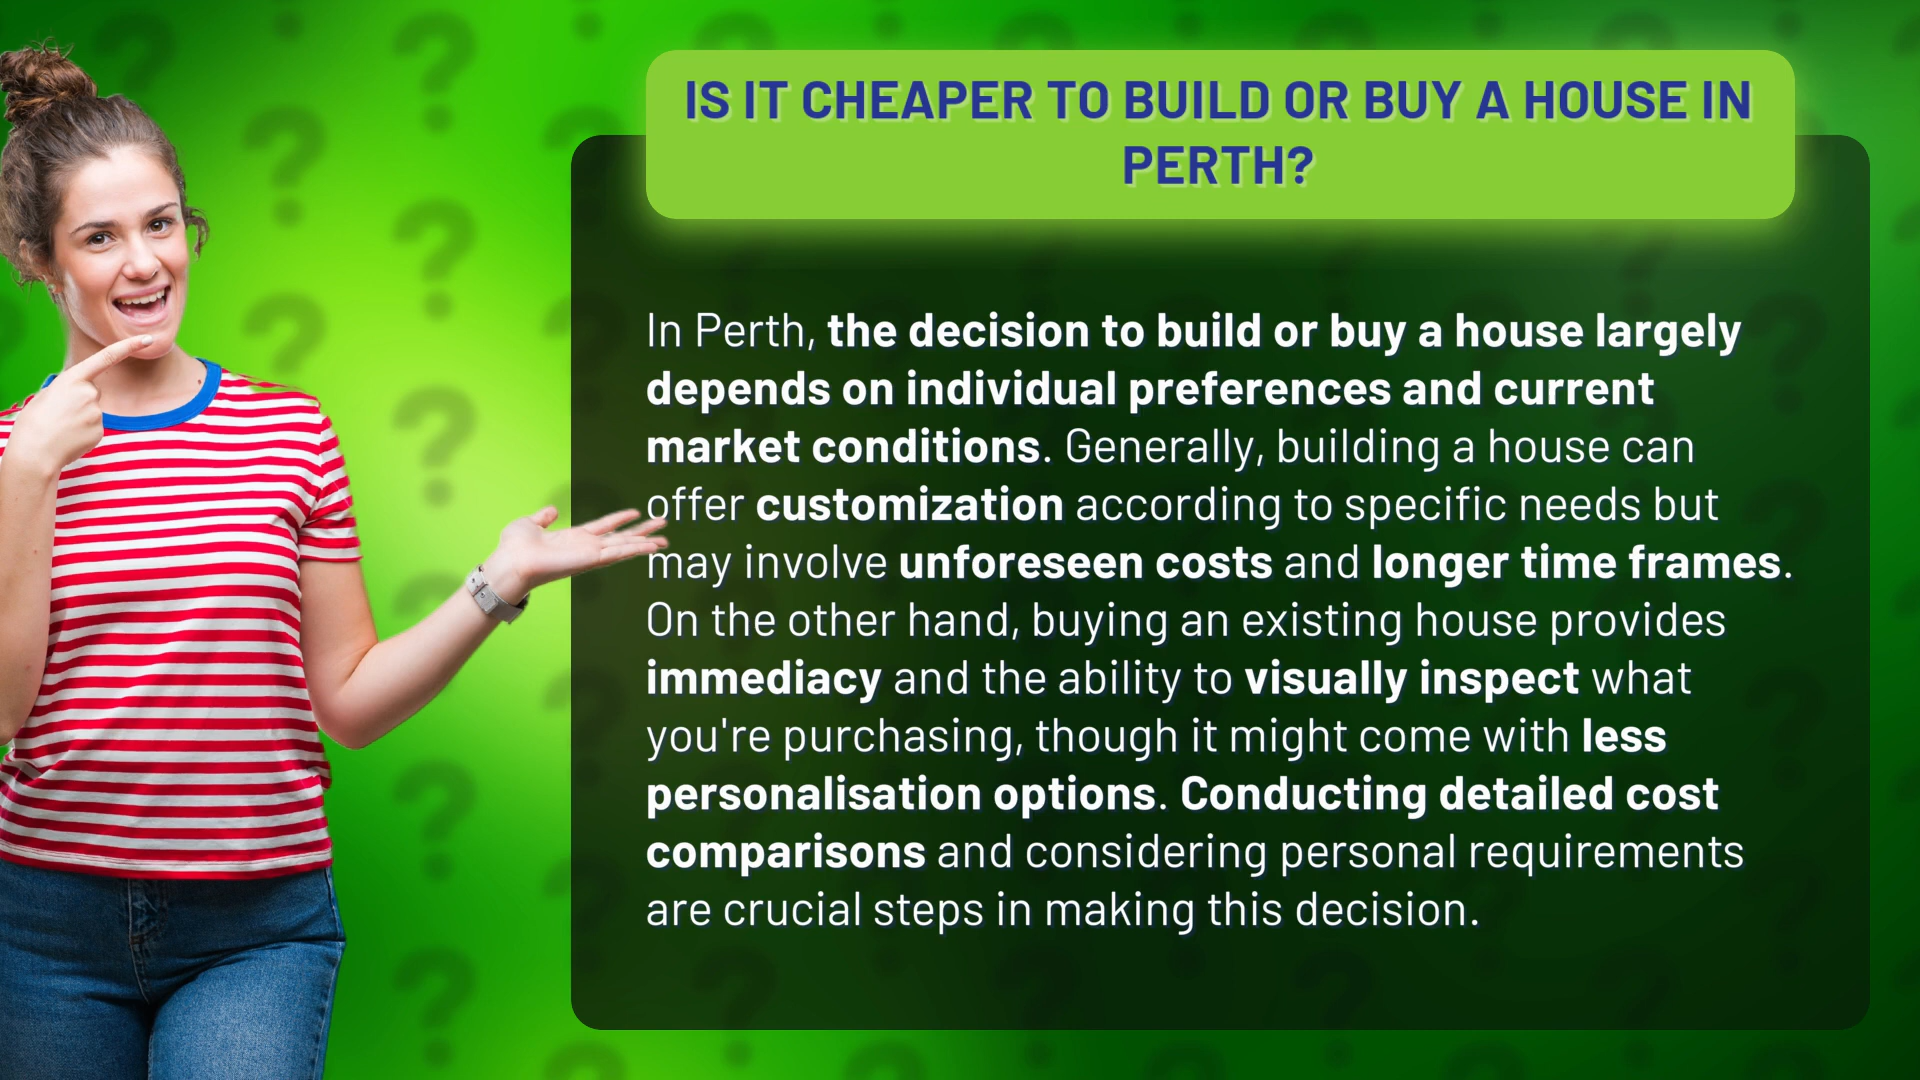 IS IT CHEAPER TO BUILD OR BUY A HOUSE IN
PERTH?
In Perth, the decision to build or buy a house largely
depends on individual preferences and current
market conditions. Generally, building a house can
offer customization according to specific needs but
may involve unforeseen costs and longer time frames.
On the other hand, buying an existing house provides
immediacy and the ability to visually inspect what
you're purchasing, though it might come with less
personalisation options. Conducting detailed cost
comparisons and considering personal requirements
are crucial steps in making this decision.